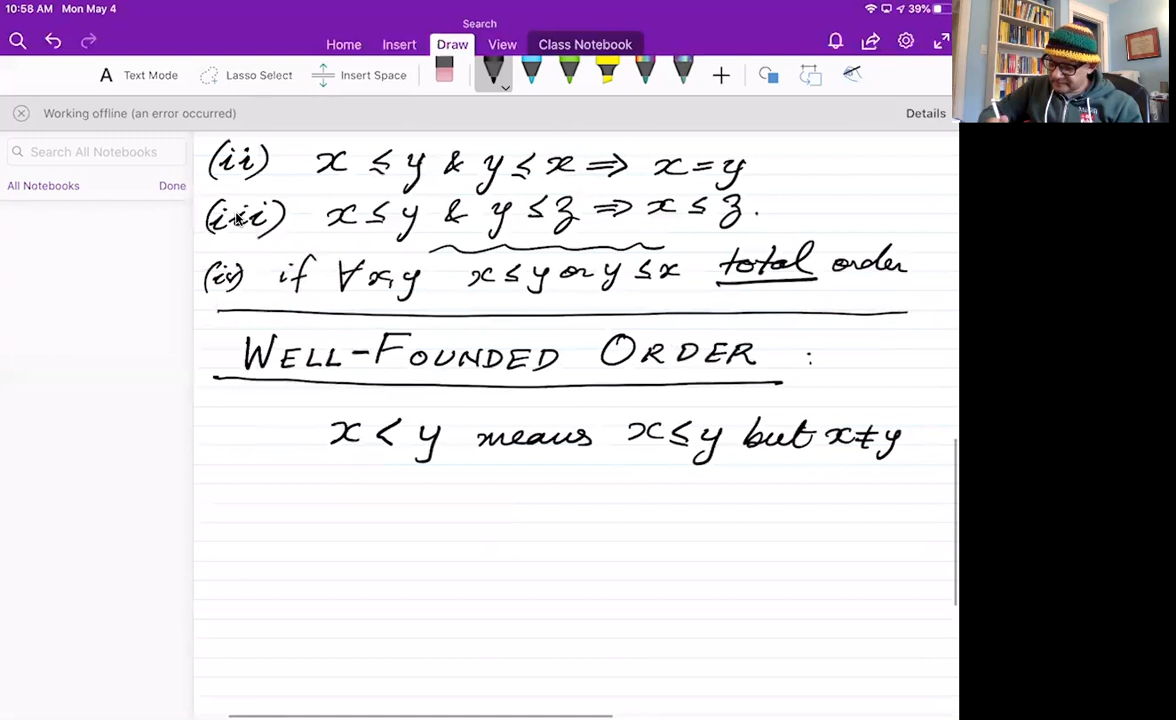 10:58 AM Mon May 4
39%
Search
Home Insert Draw View Class Notebook
Text Mode Lasso Select Insert Space
Working offline (an error occurred) Details
Search All Notebooks
All Notebooks Done
(ii) x ≤ y & y ≤ x ⇒ x = y
(iii) x ≤ y & y ≤ z ⇒ x ≤ z.
(iv) if ∀x,y x ≤ y or y ≤ x total order
WELL-FOUNDED ORDER :
x < y means x ≤ y but x ≠ y